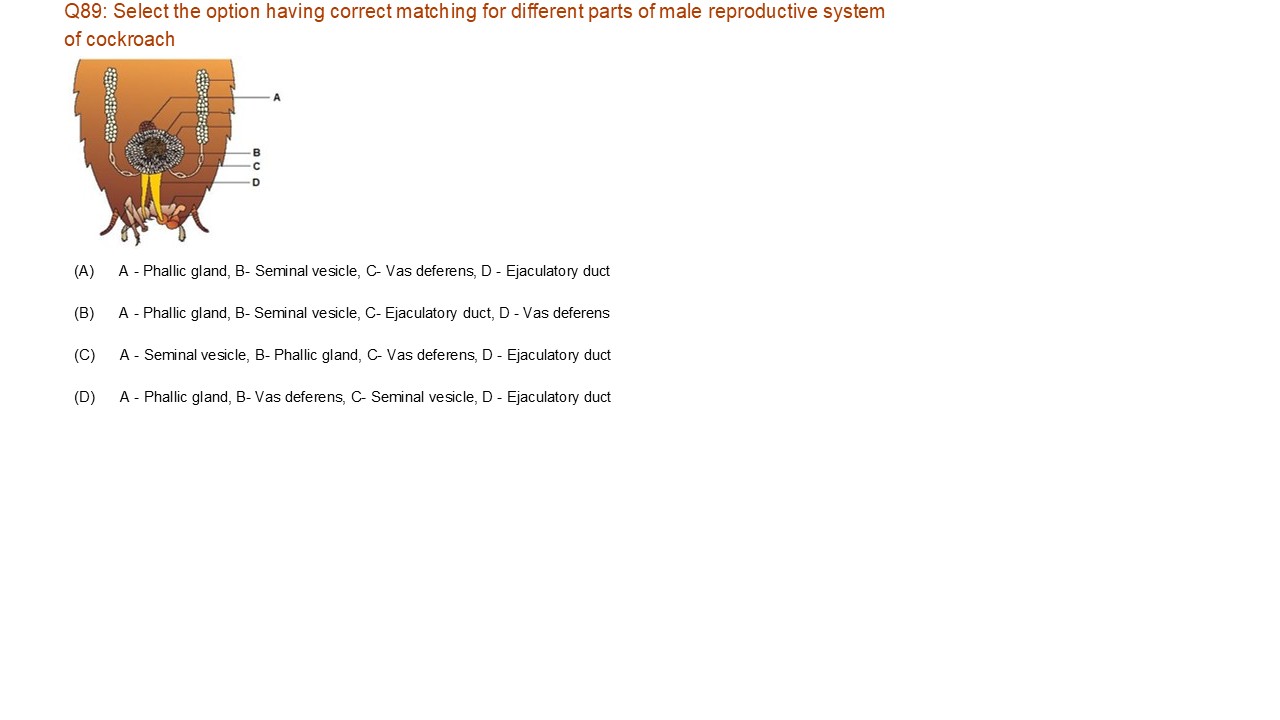 Q89: Select the option having correct matching for different parts of male reproductive system
of cockroach
A
B
C
D
(A) A - Phallic gland, B- Seminal vesicle, C- Vas deferens, D - Ejaculatory duct
(B) A - Phallic gland, B- Seminal vesicle, C- Ejaculatory duct, D - Vas deferens
(C) A - Seminal vesicle, B- Phallic gland, C- Vas deferens, D - Ejaculatory duct
(D) A - Phallic gland, B- Vas deferens, C- Seminal vesicle, D - Ejaculatory duct